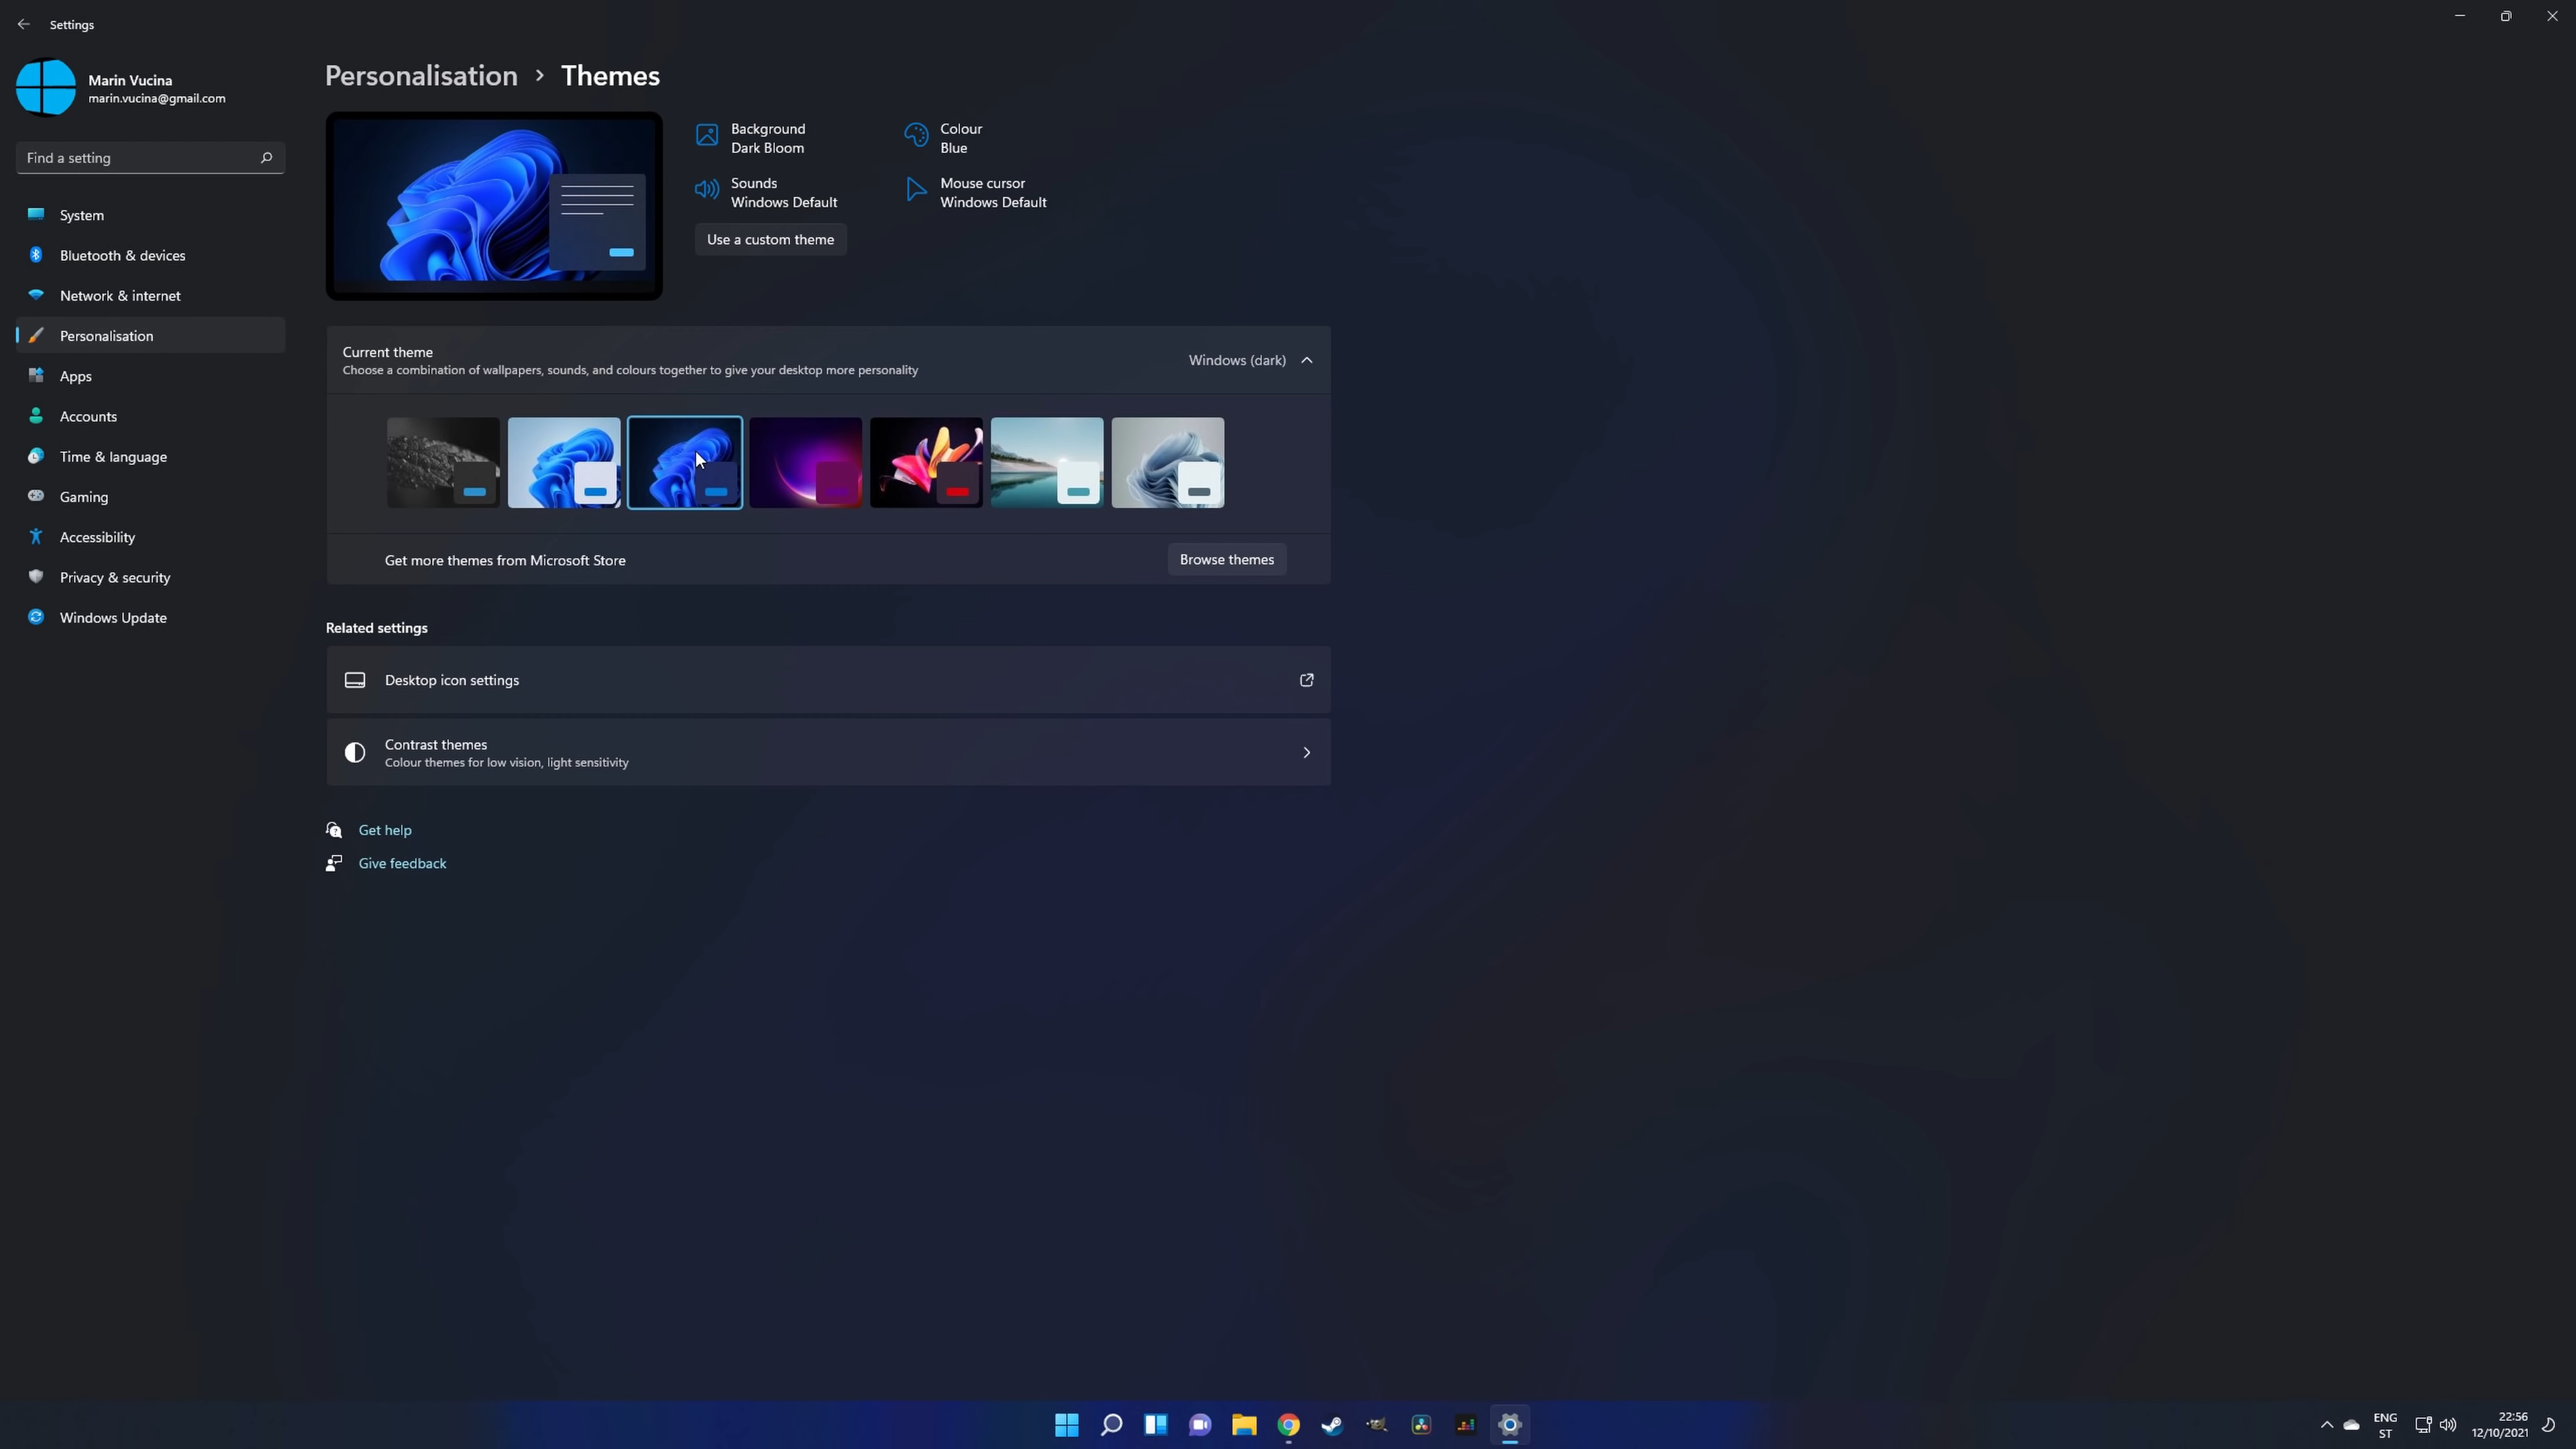 Settings
Marin Vucina
marin.vucina@gmail.com
Find a setting
System
Bluetooth & devices
Network & internet
Personalisation
Apps
Accounts
Time & language
Gaming
Accessibility
Privacy & security
Windows Update
Personalisation > Themes
Background
Dark Bloom
Colour
Blue
Sounds
Windows Default
Mouse cursor
Windows Default
Use a custom theme
Current theme
Choose a combination of wallpapers, sounds, and colours together to give your desktop more personality
Windows (dark)
Get more themes from Microsoft Store
Browse themes
Related settings
Desktop icon settings
Contrast themes
Colour themes for low vision, light sensitivity
Get help
Give feedback
ENG
ST
22:56
12/10/2021